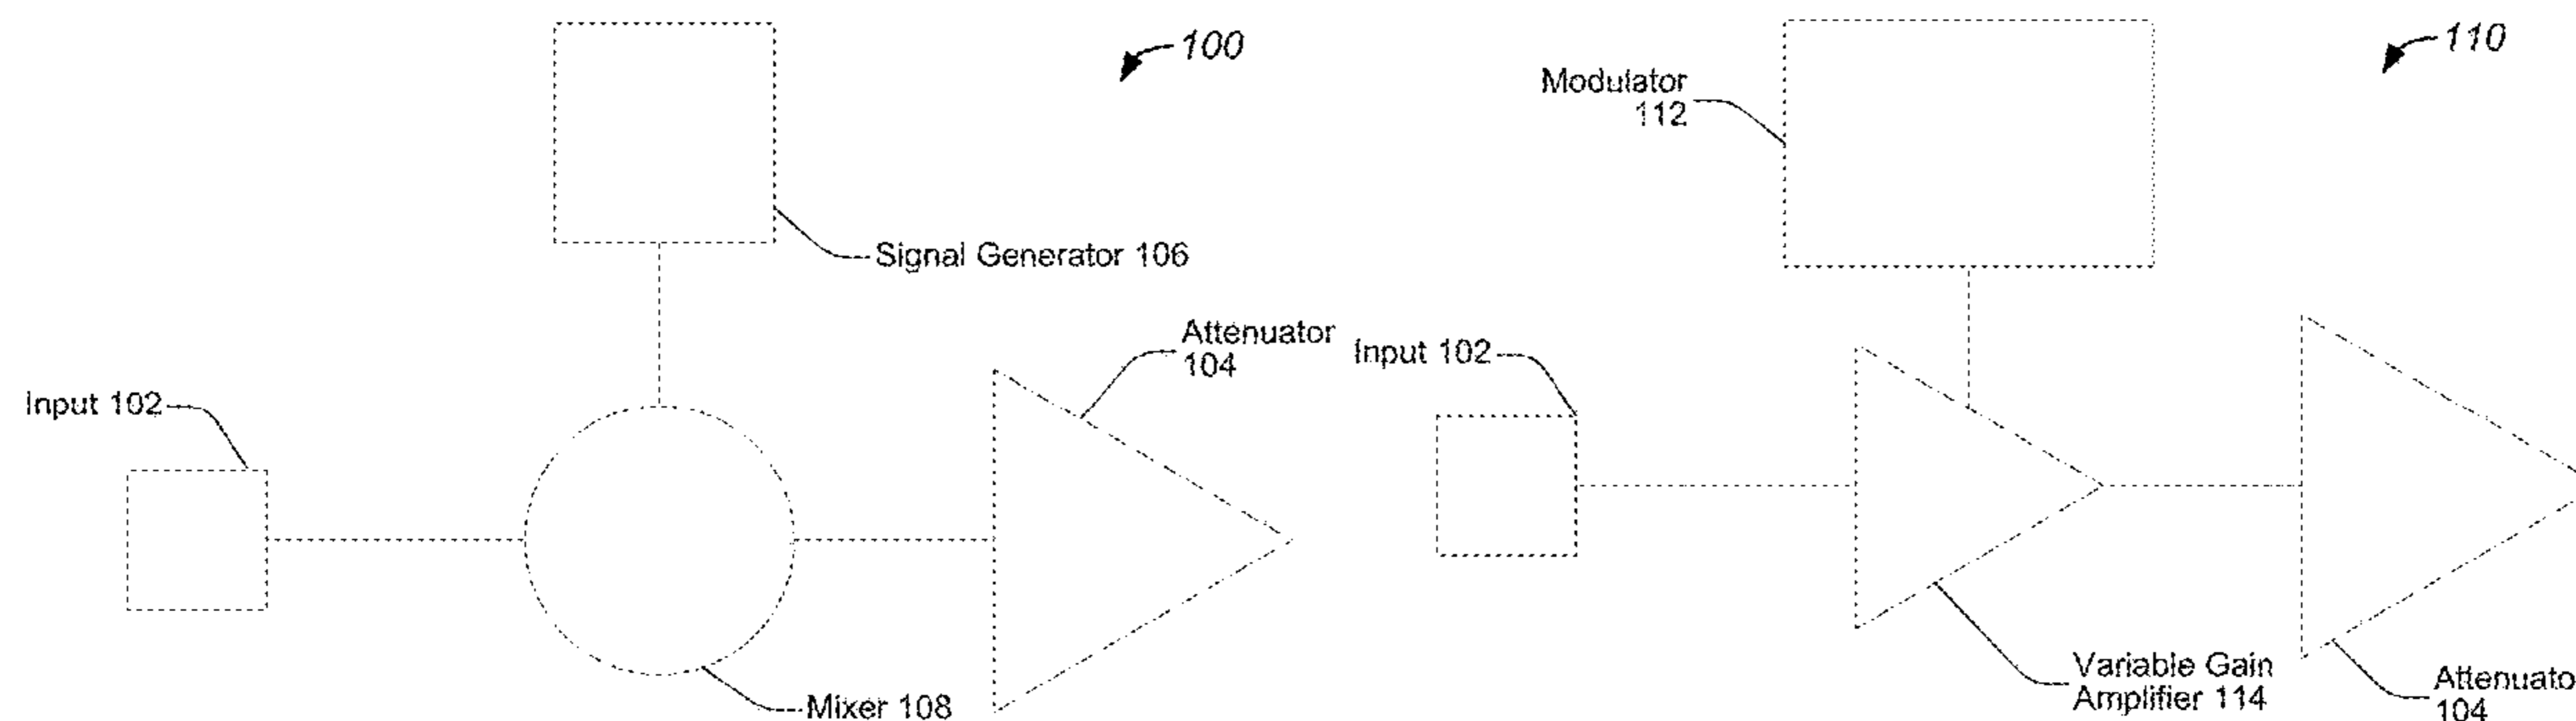 100
Signal Generator 106
Attenuator
104
Input 102
Mixer 108
110
Modulator
112
Input 102
Variable Gain
Amplifier 114
Attenuato
104